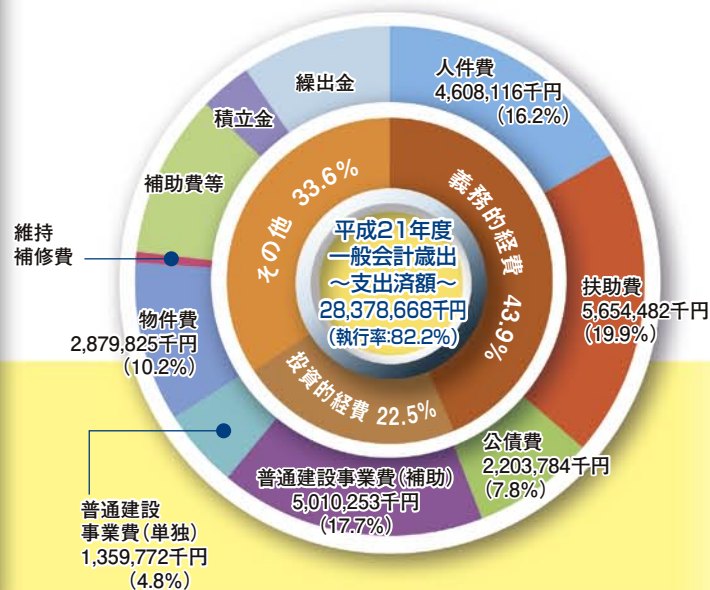 平成21年度
一般会計歳出
~支出済額~
28,378,668千円
(執行率:82.2%)
義務的経費 43.9%
投資的経費 22.5%
その他 33.6%
人件費
4,608,116千円
(16.2%)
扶助費
5,654,482千円
(19.9%)
公債費
2,203,784千円
(7.8%)
普通建設事業費(補助)
5,010,253千円
(17.7%)
普通建設
事業費(単独)
1,359,772千円
(4.8%)
物件費
2,879,825千円
(10.2%)
維持
補修費
補助費等
積立金
繰出金